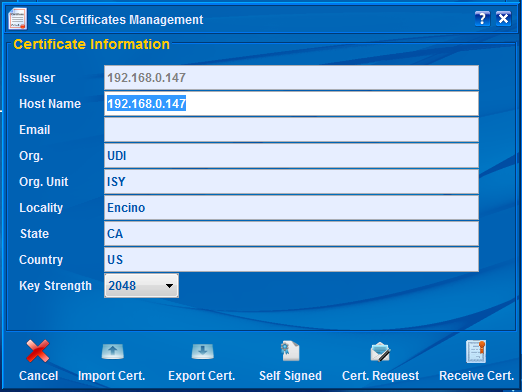 SSL Certificates Management ?
Certificate Information
Issuer 192.168.0.147
Host Name 192.168.0.147
Email
Org. UDI
Org. Unit ISY
Locality Encino
State CA
Country US
Key Strength 2048
Cancel Import Cert. Export Cert. Self Signed Cert. Request Receive Cert.